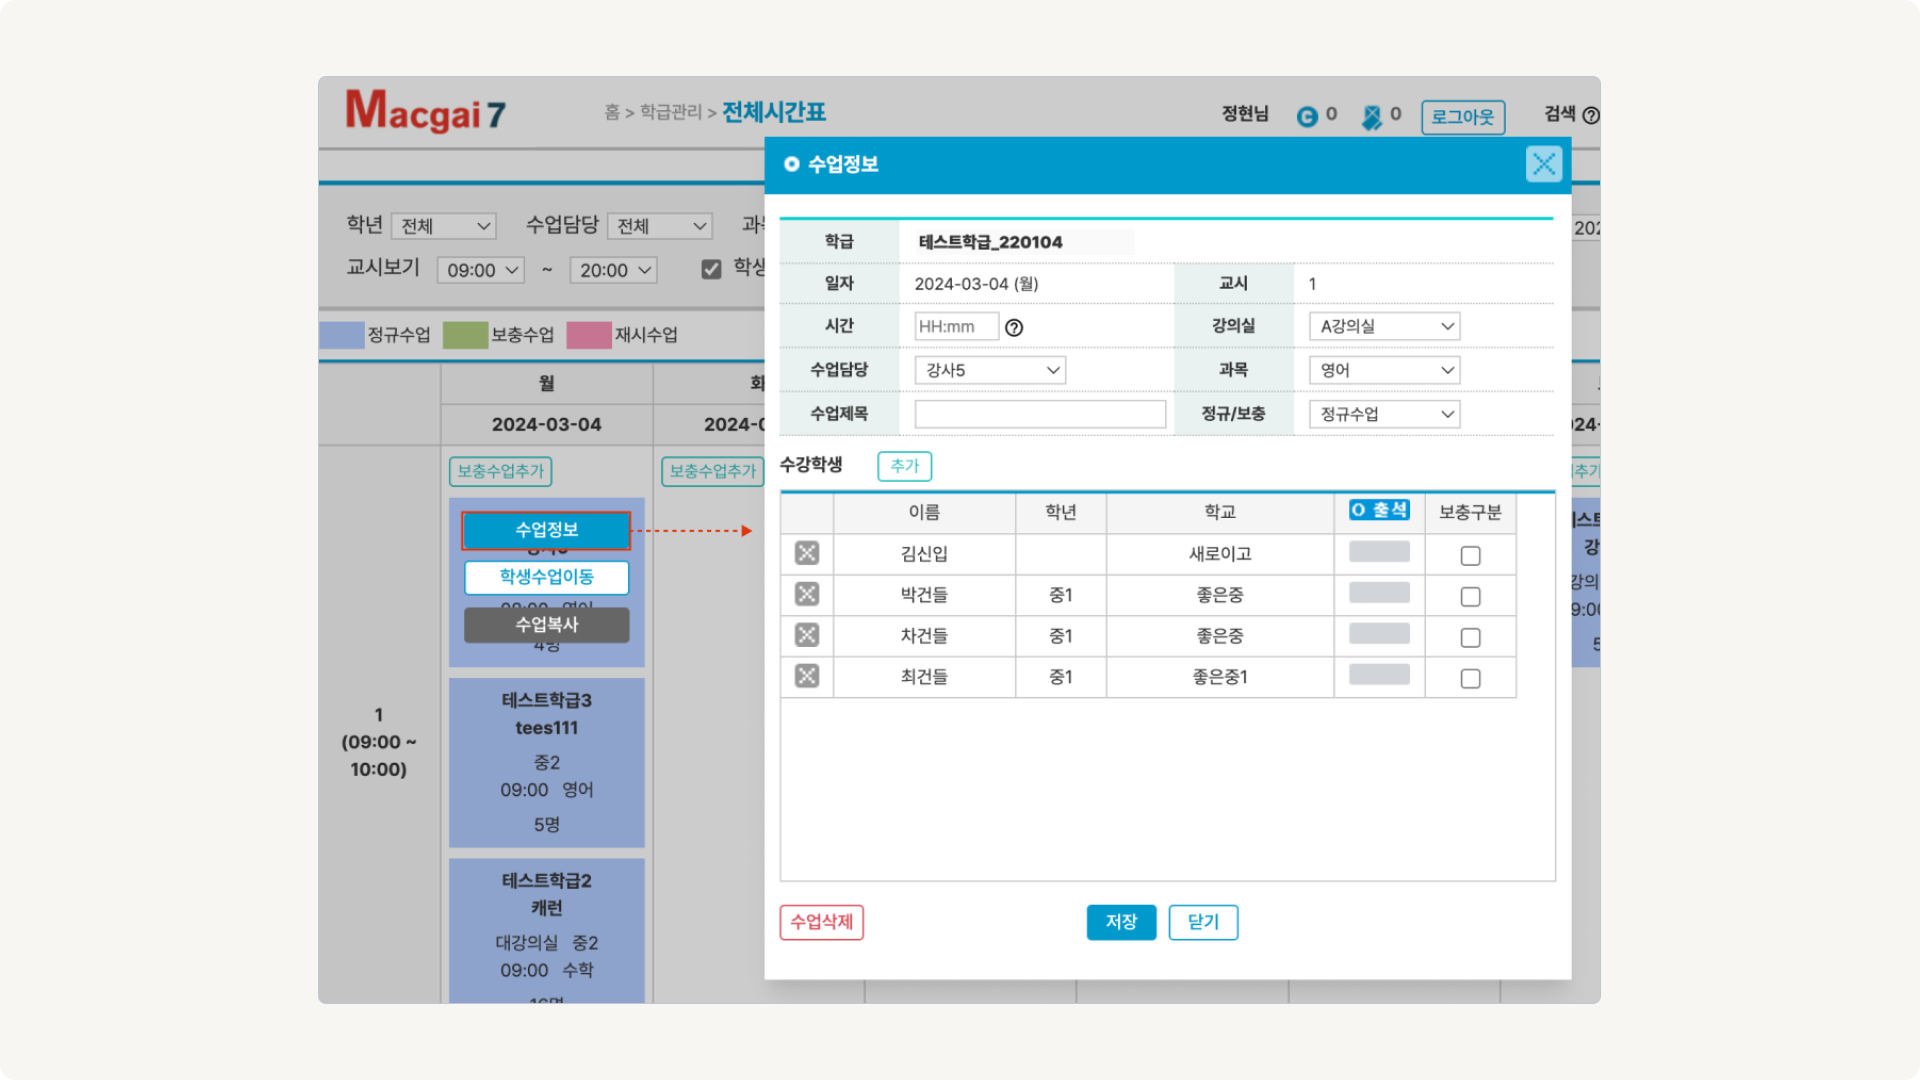 Macgai 7
홈 > 학급관리 > 전체시간표
정현님 0 0 로그아웃 검색
수업정보
학년 전체 수업담당 전체
교시보기 09:00 ~ 20:00 학생
정규수업 보충수업 재시수업
월 화
2024-03-04 2024-0
보충수업추가 보충수업추가
수업정보
학생수업이동
수업복사
4명
1
(09:00 ~
10:00)
테스트학급3
tees111
중2
09:00 영어
5명
테스트학급2
캐런
대강의실 중2
09:00 수학
학급 테스트학급_220104
일자 2024-03-04 (월) 교시 1
시간 HH:mm 강의실 A강의실
수업담당 강사5 과목 영어
수업제목 정규/보충 정규수업
수강학생 추가
이름 학년 학교 O 출석 보충구분
김신입 새로이고
박건들 중1 좋은중
차건들 중1 좋은중
최건들 중1 좋은중1
수업삭제 저장 닫기